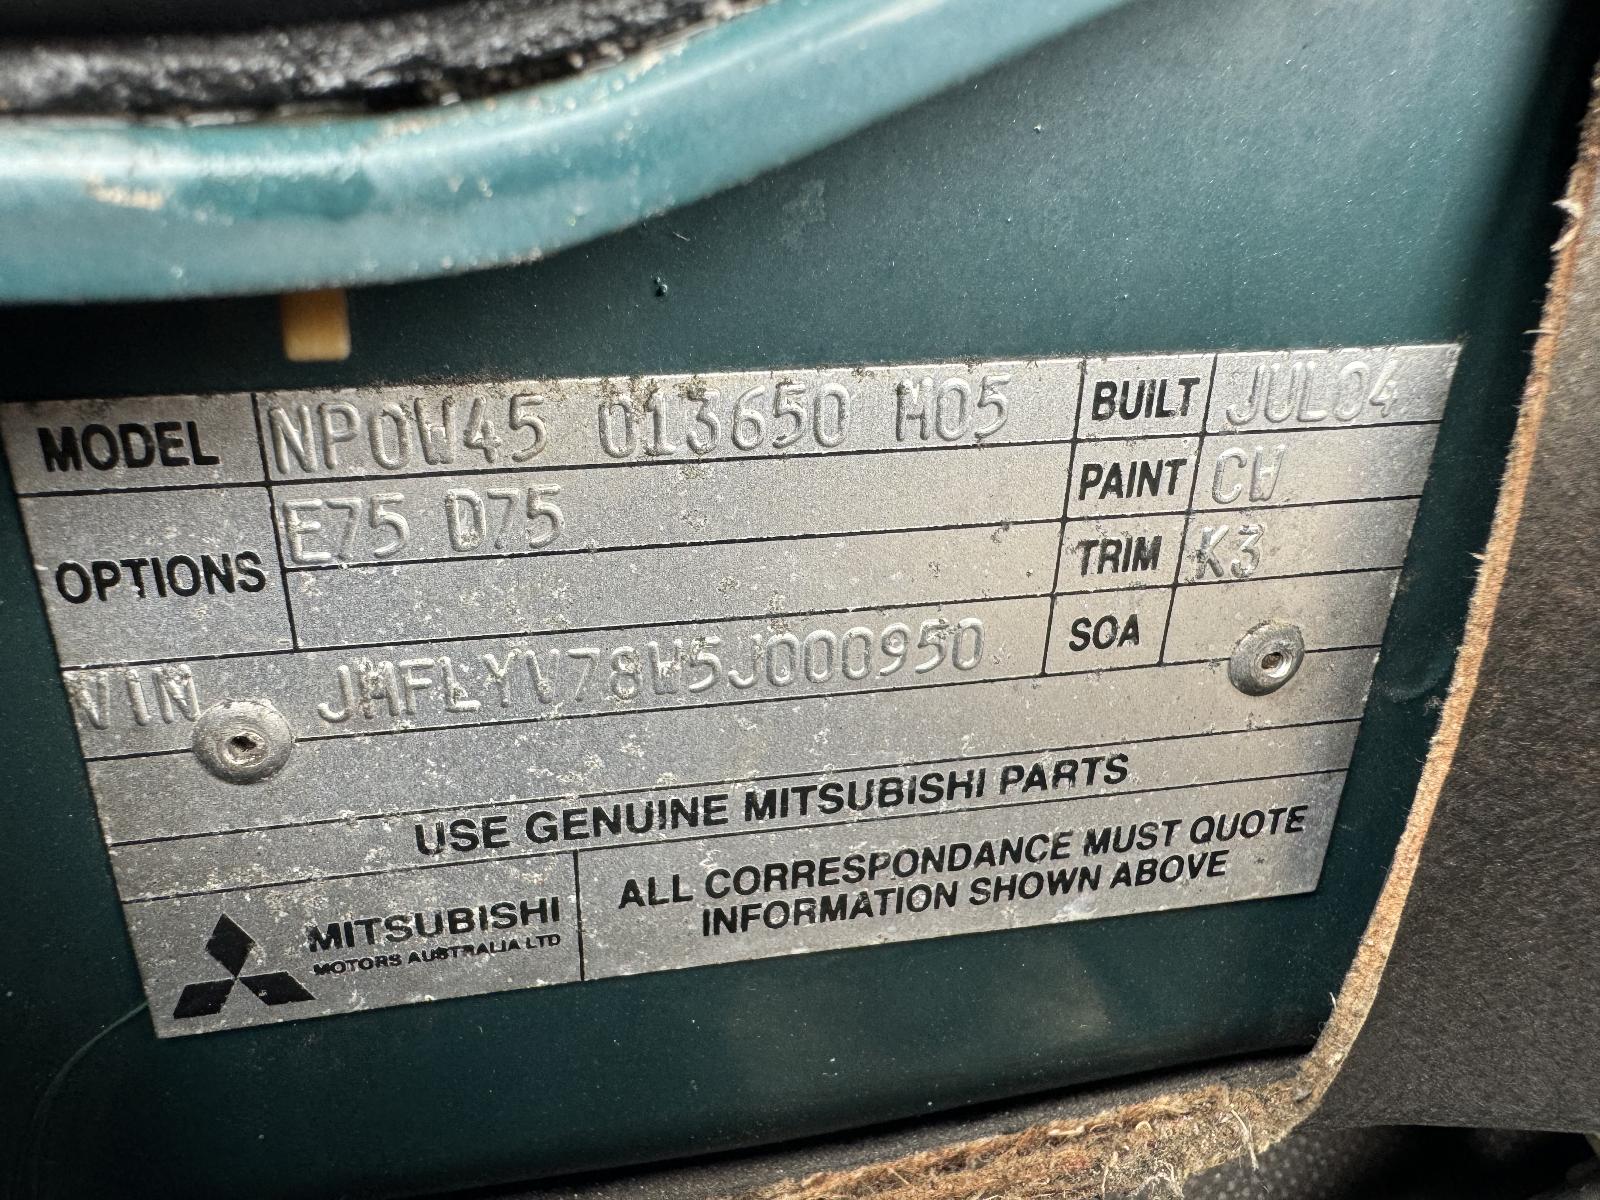 MODEL NP0W45 013650 M05 BUILT JUL04
OPTIONS E75 D75 PAINT CW
TRIM K3
VIN JMFLYV78W5J000950 SOA
USE GENUINE MITSUBISHI PARTS
MITSUBISHI
MOTORS AUSTRALIA LTD
ALL CORRESPONDANCE MUST QUOTE
INFORMATION SHOWN ABOVE